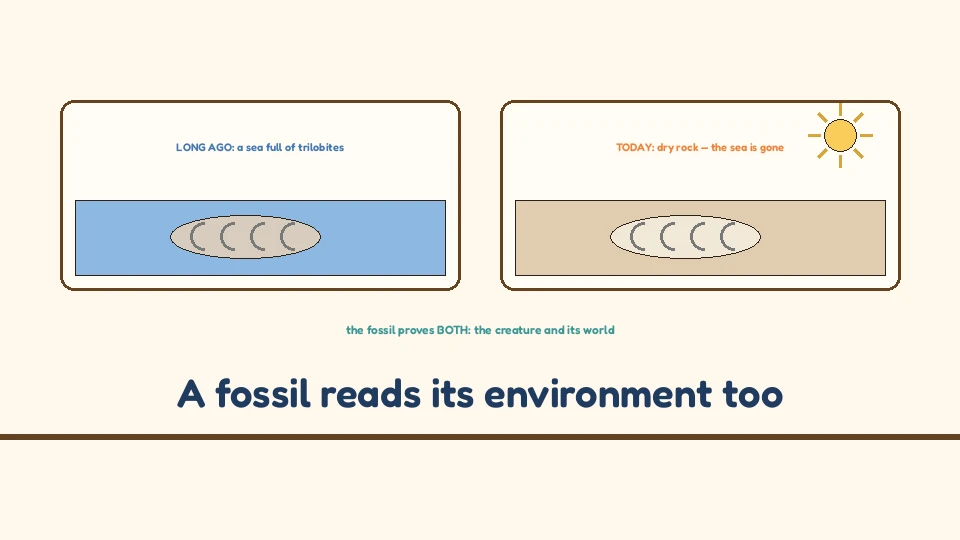 LONG AGO: a sea full of trilobites
TODAY: dry rock – the sea is gone
the fossil proves BOTH: the creature and its world
A fossil reads its environment too